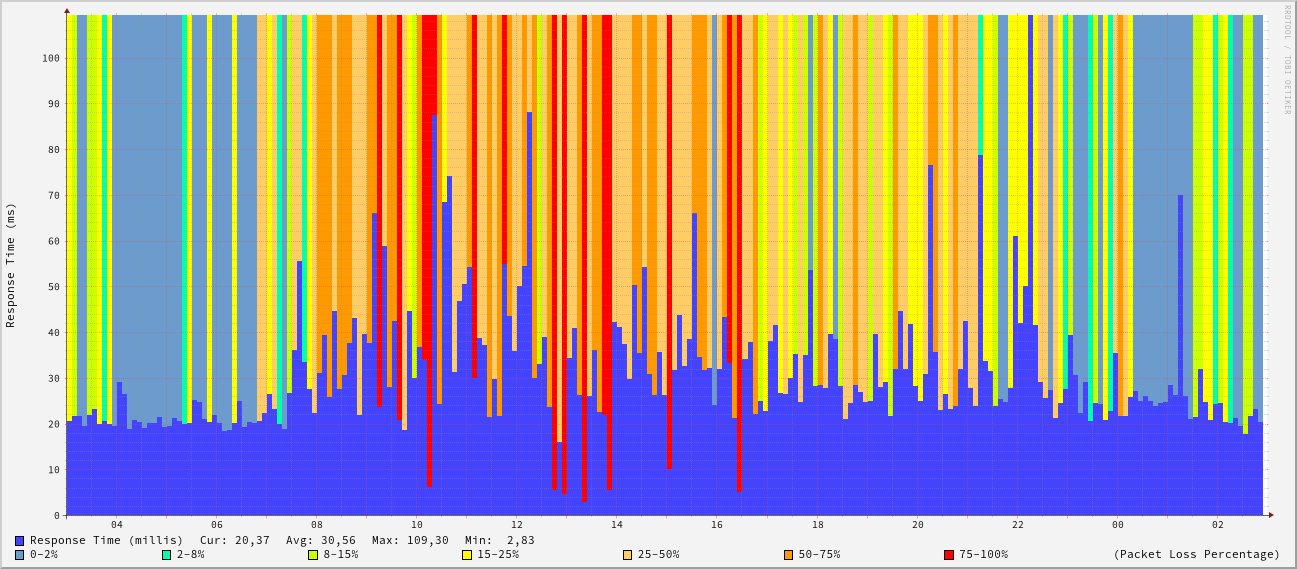 RRDTOOL / TOBI OETIKER
Response Time (ms)
100
90
80
70
60
50
40
30
20
10
0
04 06 08 10 12 14 16 18 20 22 00 02
Response Time (millis) Cur: 20,37 Avg: 30,56 Max: 109,30 Min: 2,83
0-2% 2-8% 8-15% 15-25% 25-50% 50-75% 75-100% (Packet Loss Percentage)